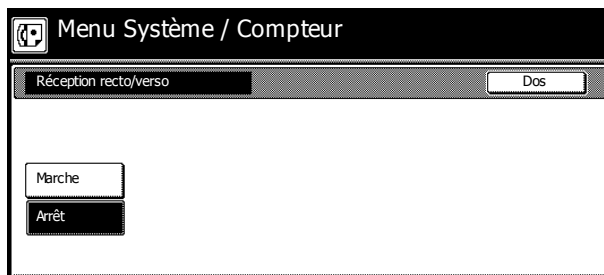 Menu Système / Compteur
Réception recto/verso
Dos
Marche
Arrêt